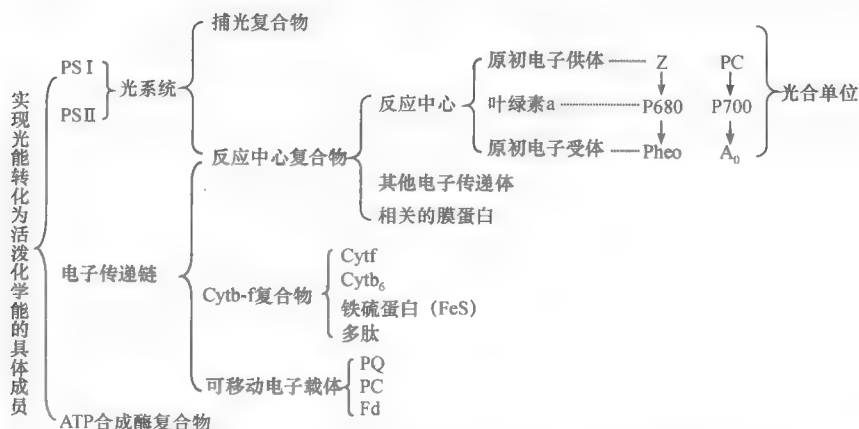 实现光能转化为活泼化学能的具体成员
PSⅠ
PSⅡ
光系统
捕光复合物
反应中心复合物
反应中心
原初电子供体 Z PC
叶绿素a P680 P700
原初电子受体 Pheo A₀
光合单位
其他电子传递体
相关的膜蛋白
电子传递链
Cytb-f复合物
Cytf
Cytb₆
铁硫蛋白（FeS）
多肽
可移动电子载体
PQ
PC
Fd
ATP合成酶复合物